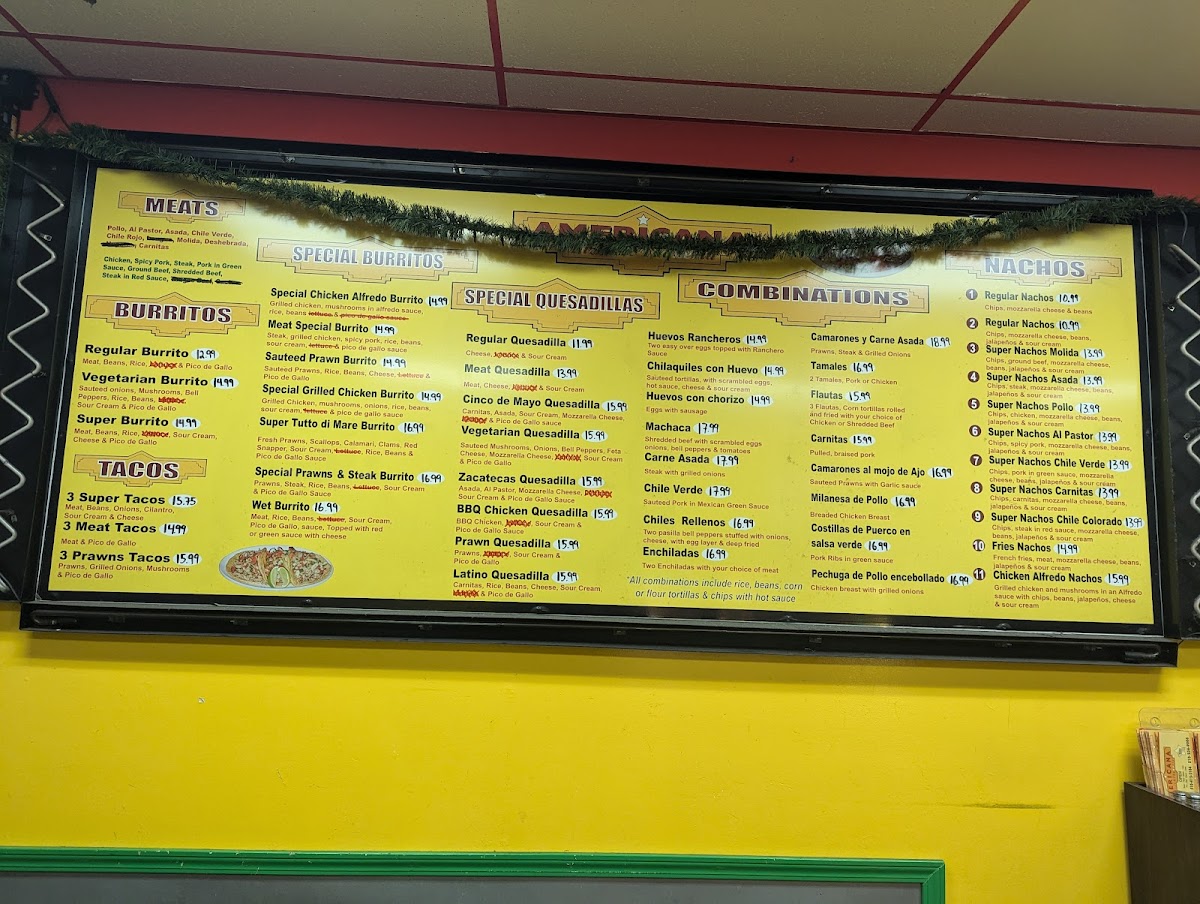 MEATS
Pollo, Al Pastor, Asada, Chile Verde,
Chile Rojo, Molida, Deshebrada,
Carnitas
Chicken, Spicy Pork, Steak, Pork in Green
Sauce, Ground Beef, Shredded Beef,
Steak in Red Sauce,
BURRITOS
Regular Burrito 12.99
Meat, Beans, Rice, & Pico de Gallo
Vegetarian Burrito 14.99
Sauteed onions, Mushrooms, Bell
Peppers, Rice, Beans,
Sour Cream & Pico de Gallo
Super Burrito 14.99
Meat, Beans, Rice, Sour Cream,
Cheese & Pico de Gallo
TACOS
3 Super Tacos 15.75
Meat, Beans, Onions, Cilantro,
Sour Cream & Cheese
3 Meat Tacos 14.99
Meat & Pico de Gallo
3 Prawns Tacos 15.99
Prawns, Grilled Onions, Mushrooms
& Pico de Gallo
SPECIAL BURRITOS
Special Chicken Alfredo Burrito 14.99
Grilled chicken, mushrooms in alfredo sauce,
rice, beans lettuce & pico de gallo sauce
Meat Special Burrito 14.99
Steak, grilled chicken, spicy pork, rice, beans,
sour cream, lettuce & pico de gallo sauce
Sauteed Prawn Burrito 14.99
Sauteed Prawns, Rice, Beans, Cheese, Lettuce &
Pico de Gallo
Special Grilled Chicken Burrito 14.99
Grilled Chicken, mushrooms, onions, rice, beans,
sour cream, lettuce & pico de gallo sauce
Super Tutto di Mare Burrito 16.99
Fresh Prawns, Scallops, Calamari, Clams, Red
Snapper, Sour Cream, Lettuce, Rice, Beans &
Pico de Gallo Sauce
Special Prawns & Steak Burrito 16.99
Prawns, Steak, Rice, Beans, Lettuce, Sour Cream
& Pico de Gallo Sauce
Wet Burrito 16.99
Meat, Rice, Beans, Lettuce, Sour Cream,
Pico de Gallo, sauce, Topped with red
or green sauce with cheese
AMERICANA
SPECIAL QUESADILLAS
Regular Quesadilla 11.99
Cheese, & Sour Cream
Meat Quesadilla 13.99
Meat, Cheese, & Sour Cream
Cinco de Mayo Quesadilla 15.99
Carnitas, Asada, Sour Cream, Mozzarella Cheese,
& Pico de Gallo
Vegetarian Quesadilla 15.99
Sauteed Mushrooms, Onions, Bell Peppers, Feta
Cheese, Mozzarella Cheese, Sour Cream
& Pico de Gallo
Zacatecas Quesadilla 15.99
Asada, Al Pastor, Mozzarella Cheese,
Sour Cream & Pico de Gallo
BBQ Chicken Quesadilla 15.99
BBQ Chicken, Sour Cream &
Pico de Gallo Sauce
Prawn Quesadilla 15.99
Prawns, Sour Cream &
Pico de Gallo
Latino Quesadilla 15.99
Carnitas, Rice, Beans, Cheese, Sour Cream,
& Pico de Gallo
COMBINATIONS
Huevos Rancheros 14.99
Two easy over eggs topped with Ranchero
Sauce
Chilaquiles con Huevo 14.99
Sauteed tortillas, with scrambled eggs,
hot sauce, cheese & sour cream
Huevos con chorizo 14.99
Eggs with sausage
Machaca 17.99
Shredded beef with scrambled eggs
onions, bell peppers & tomatoes
Carne Asada 17.99
Steak with grilled onions
Chile Verde 17.99
Sauteed Pork in Mexican Green Sauce
Chiles Rellenos 16.99
Two pasilla bell peppers stuffed with onions,
cheese, with egg layer & deep fried
Enchiladas 16.99
Two Enchiladas with your choice of meat
*All combinations include rice, beans, corn
or flour tortillas & chips with hot sauce
Camarones y Carne Asada 18.99
Prawns, Steak & Grilled Onions
Tamales 16.99
2 Tamales, Pork or Chicken
Flautas 15.99
3 Flautas, Corn tortillas rolled
and fried with your choice of
Chicken or Shredded Beef
Carnitas 15.99
Pulled, braised pork
Camarones al mojo de Ajo 16.99
Sauteed Prawns with Garlic sauce
Milanesa de Pollo 16.99
Breaded Chicken Breast
Costillas de Puerco en
salsa verde 16.99
Pork Ribs in green sauce
Pechuga de Pollo encebollado 16.99
Chicken breast with grilled onions
NACHOS
1 Regular Nachos 10.99
Chips, mozzarella cheese & beans
2 Regular Nachos 10.99
Chips, mozzarella cheese, beans,
jalapeños & sour cream
3 Super Nachos Molida 13.99
Chips, ground beef, mozzarella cheese,
beans, jalapeños & sour cream
4 Super Nachos Asada 13.99
Chips, steak, mozzarella cheese, beans,
jalapeños & sour cream
5 Super Nachos Pollo 13.99
Chips, chicken, mozzarella cheese, beans,
jalapeños & sour cream
6 Super Nachos Al Pastor 13.99
Chips, spicy pork, mozzarella cheese, beans,
jalapeños & sour cream
7 Super Nachos Chile Verde 13.99
Chips, pork in green sauce, mozzarella
cheese, beans, jalapeños & sour cream
8 Super Nachos Carnitas 13.99
Chips, carnitas, mozzarella cheese, beans,
jalapeños & sour cream
9 Super Nachos Chile Colorado 13.99
Chips, steak in red sauce, mozzarella cheese,
beans, jalapeños & sour cream
10 Fries Nachos 14.99
French fries, meat, mozzarella cheese, beans,
jalapeños & sour cream
11 Chicken Alfredo Nachos 15.99
Grilled chicken and mushrooms in an Alfredo
sauce with chips, beans, jalapeños, cheese
& sour cream